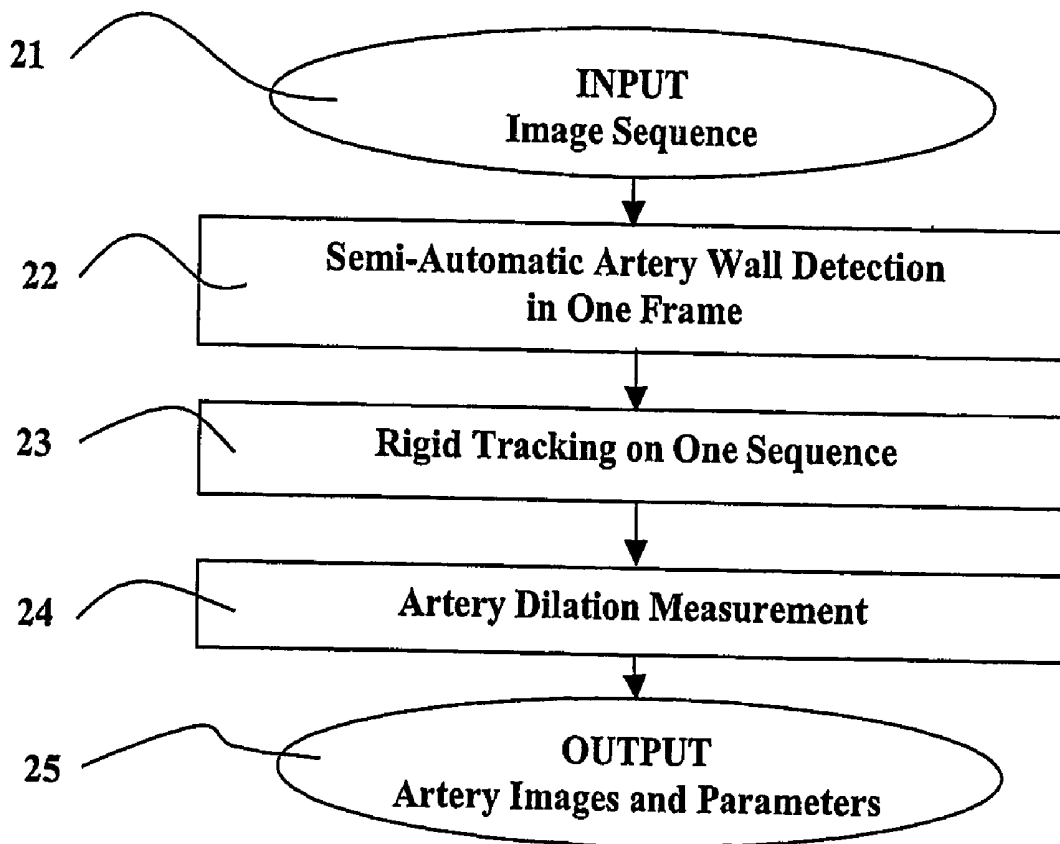 21
INPUT
Image Sequence
22
Semi-Automatic Artery Wall Detection
in One Frame
23
Rigid Tracking on One Sequence
24
Artery Dilation Measurement
25
OUTPUT
Artery Images and Parameters